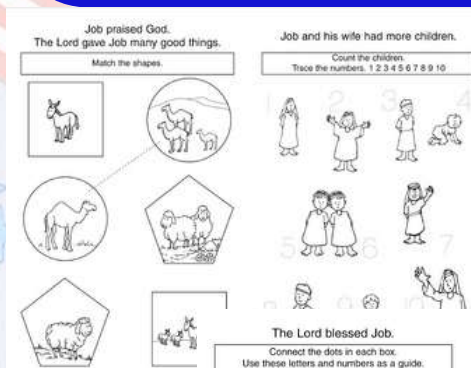 Job praised God.
The Lord gave Job many good things.
Match the shapes.
Job and his wife had more children.
Count the children.
Trace the numbers. 1 2 3 4 5 6 7 8 9 10
1 2 3 4
5 6 7
8 9 10
The Lord blessed Job.
Connect the dots in each box.
Use these letters and numbers as a guide.